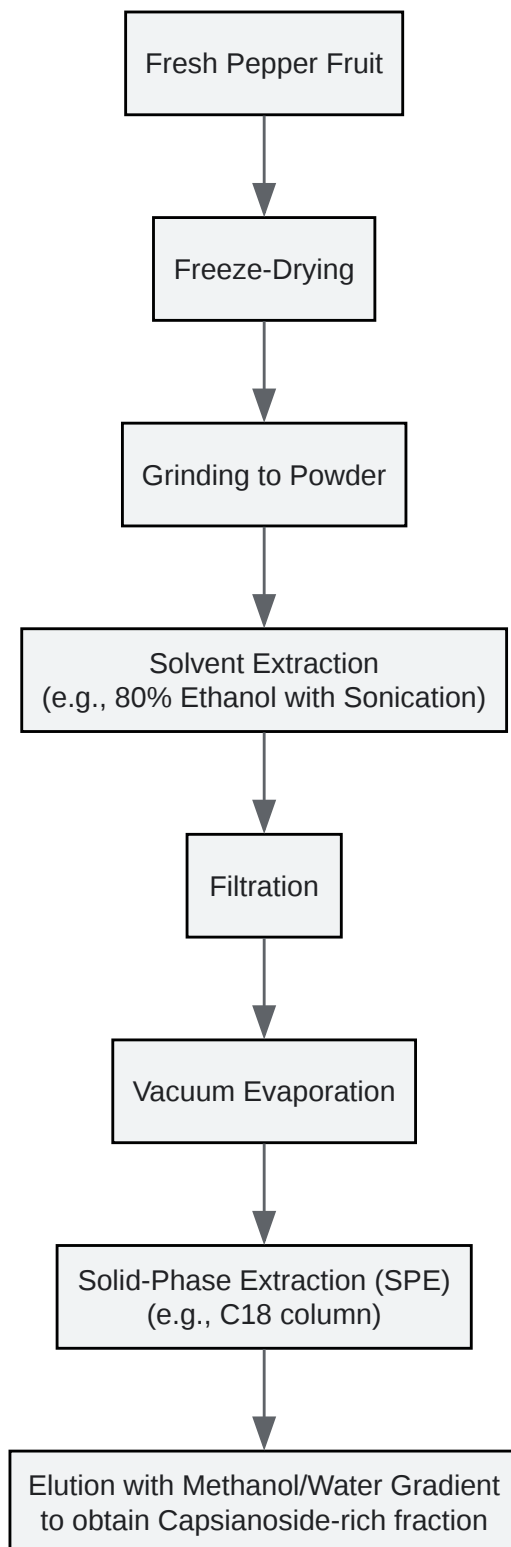 Fresh Pepper Fruit
Freeze-Drying
Grinding to Powder
Solvent Extraction
(e.g., 80% Ethanol with Sonication)
Filtration
Vacuum Evaporation
Solid-Phase Extraction (SPE)
(e.g., C18 column)
Elution with Methanol/Water Gradient
to obtain Capsianoside-rich fraction